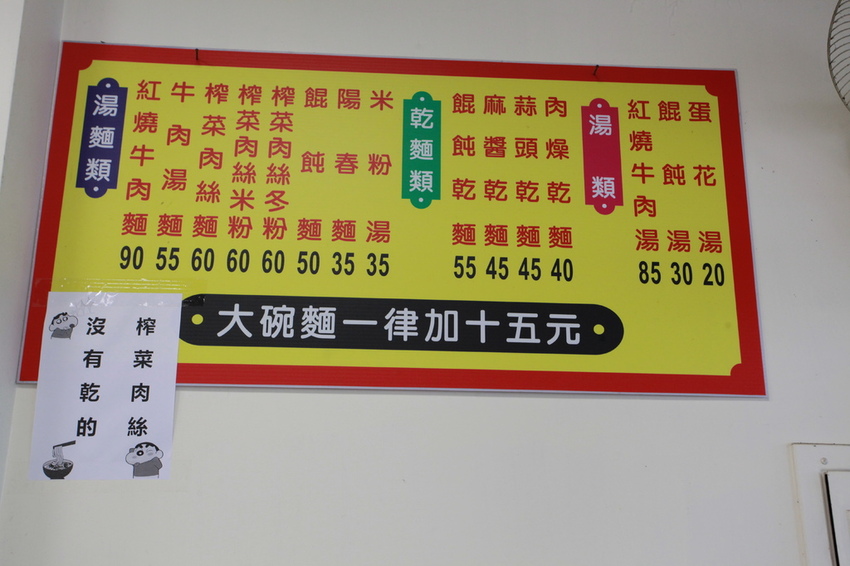 湯麵類
紅燒牛肉麵 90
牛肉湯麵 55
榨菜肉絲麵 60
榨菜肉絲米粉 60
榨菜肉絲冬粉 60
餛飩麵 50
陽春麵 35
米粉湯 35
乾麵類
餛飩乾麵 55
麻醬乾麵 45
蒜頭乾麵 45
肉燥乾麵 40
湯類
紅燒牛肉湯 85
餛飩湯 30
蛋花湯 20
大碗麵一律加十五元
榨菜肉絲
沒有乾的